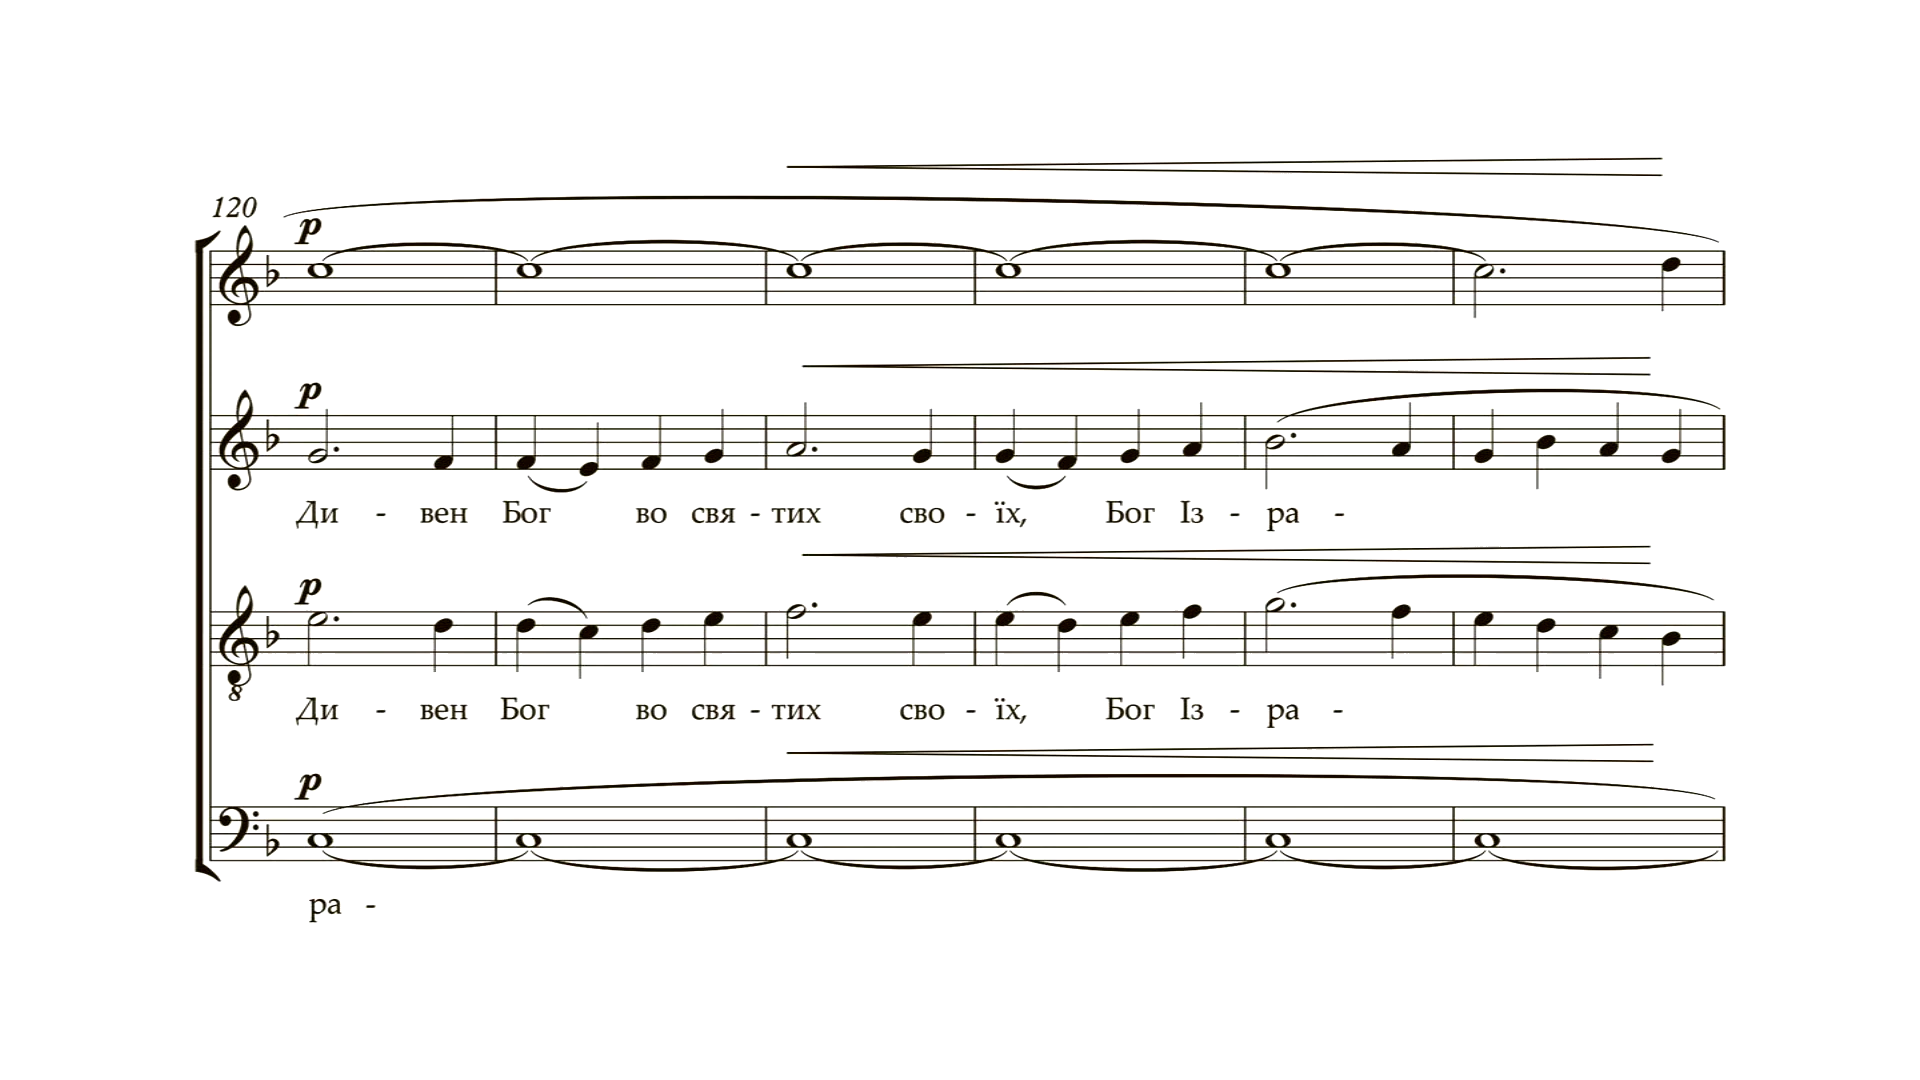 120
p
p
Ди - вен Бог во свя - тих сво - їх, Бог Із - ра -
p
8
Ди - вен Бог во свя - тих сво - їх, Бог Із - ра -
p
ра -